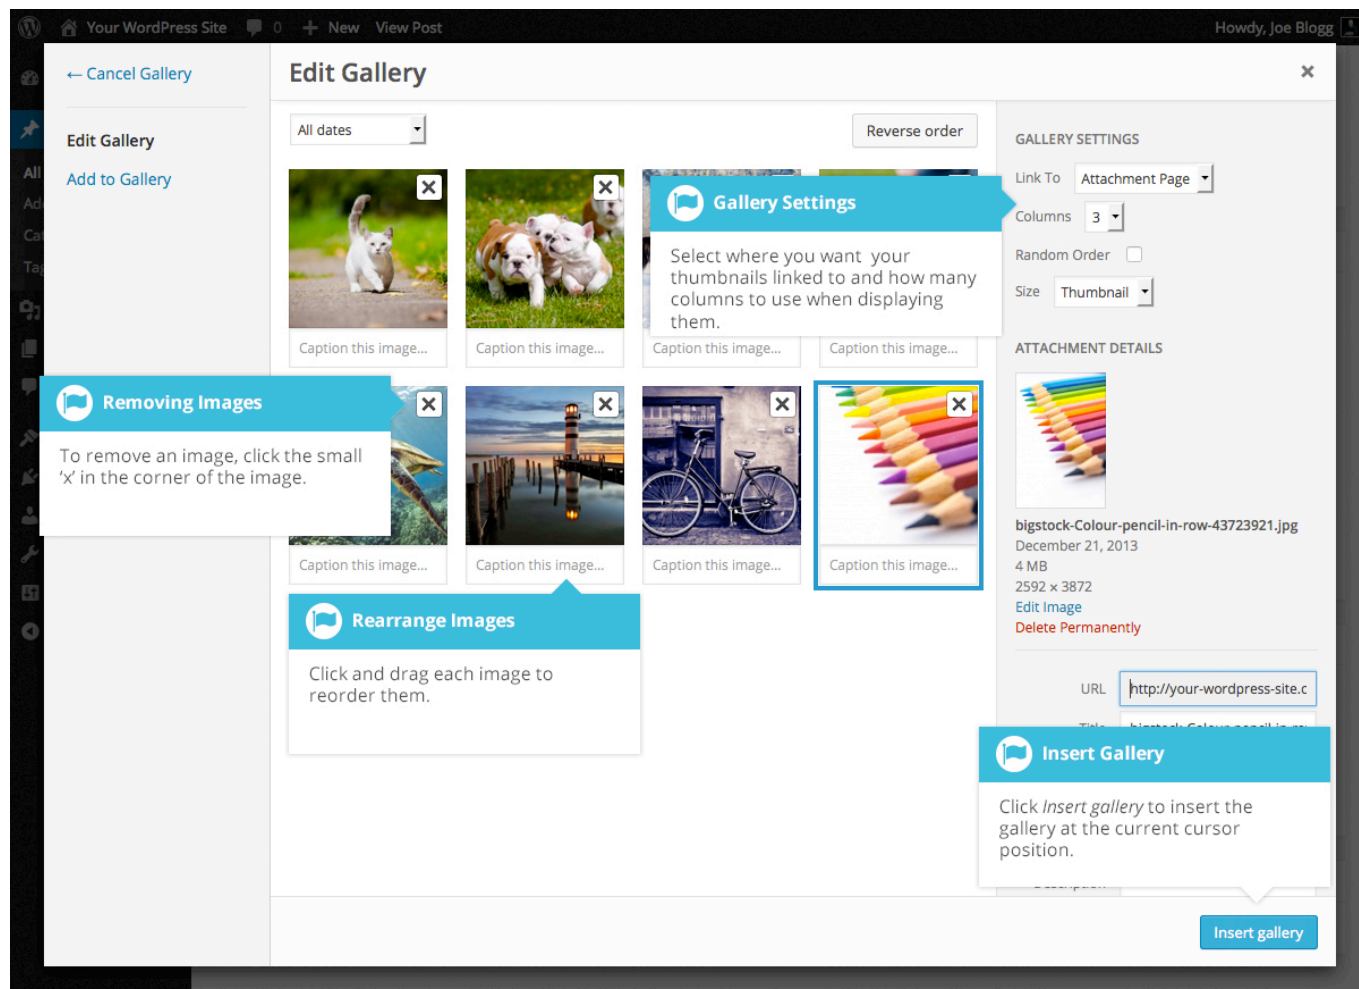 Your WordPress Site
0
New
View Post
Howdy, Joe Blogg
← Cancel Gallery
Edit Gallery
Add to Gallery
All
Edit Gallery
All dates
Reverse order
Caption this image...
Caption this image...
Caption this image...
Caption this image...
Gallery Settings
Select where you want your
thumbnails linked to and how many
columns to use when displaying
them.
Removing Images
To remove an image, click the small
‘x’ in the corner of the image.
Caption this image...
Caption this image...
Caption this image...
Caption this image...
Rearrange Images
Click and drag each image to
reorder them.
GALLERY SETTINGS
Link To Attachment Page
Columns 3
Random Order
Size Thumbnail
ATTACHMENT DETAILS
bigstock-Colour-pencil-in-row-43723921.jpg
December 21, 2013
4 MB
2592 × 3872
Edit Image
Delete Permanently
URL http://your-wordpress-site.c
Title
Insert Gallery
Click Insert gallery to insert the
gallery at the current cursor
position.
Description
Insert gallery